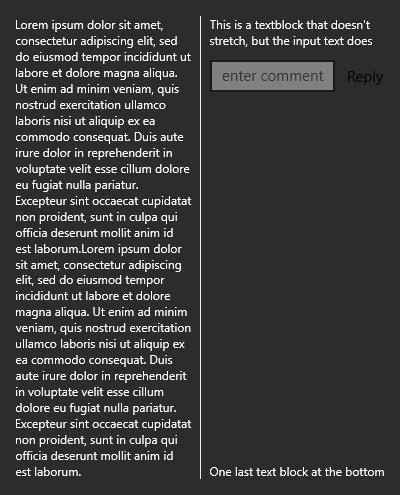 Lorem ipsum dolor sit amet,
consectetur adipiscing elit, sed
do eiusmod tempor incididunt ut
labore et dolore magna aliqua.
Ut enim ad minim veniam, quis
nostrud exercitation ullamco
laboris nisi ut aliquip ex ea
commodo consequat. Duis aute
irure dolor in reprehenderit in
voluptate velit esse cillum dolore
eu fugiat nulla pariatur.
Excepteur sint occaecat cupidatat
non proident, sunt in culpa qui
officia deserunt mollit anim id
est laborum.Lorem ipsum dolor
sit amet, consectetur adipiscing
elit, sed do eiusmod tempor
incididunt ut labore et dolore
magna aliqua. Ut enim ad minim
veniam, quis nostrud exercitation
ullamco laboris nisi ut aliquip ex
ea commodo consequat. Duis
aute irure dolor in reprehenderit
in voluptate velit esse cillum
dolore eu fugiat nulla pariatur.
Excepteur sint occaecat cupidatat
non proident, sunt in culpa qui
officia deserunt mollit anim id
est laborum.
This is a textblock that doesn't
stretch, but the input text does
enter comment
Reply
One last text block at the bottom